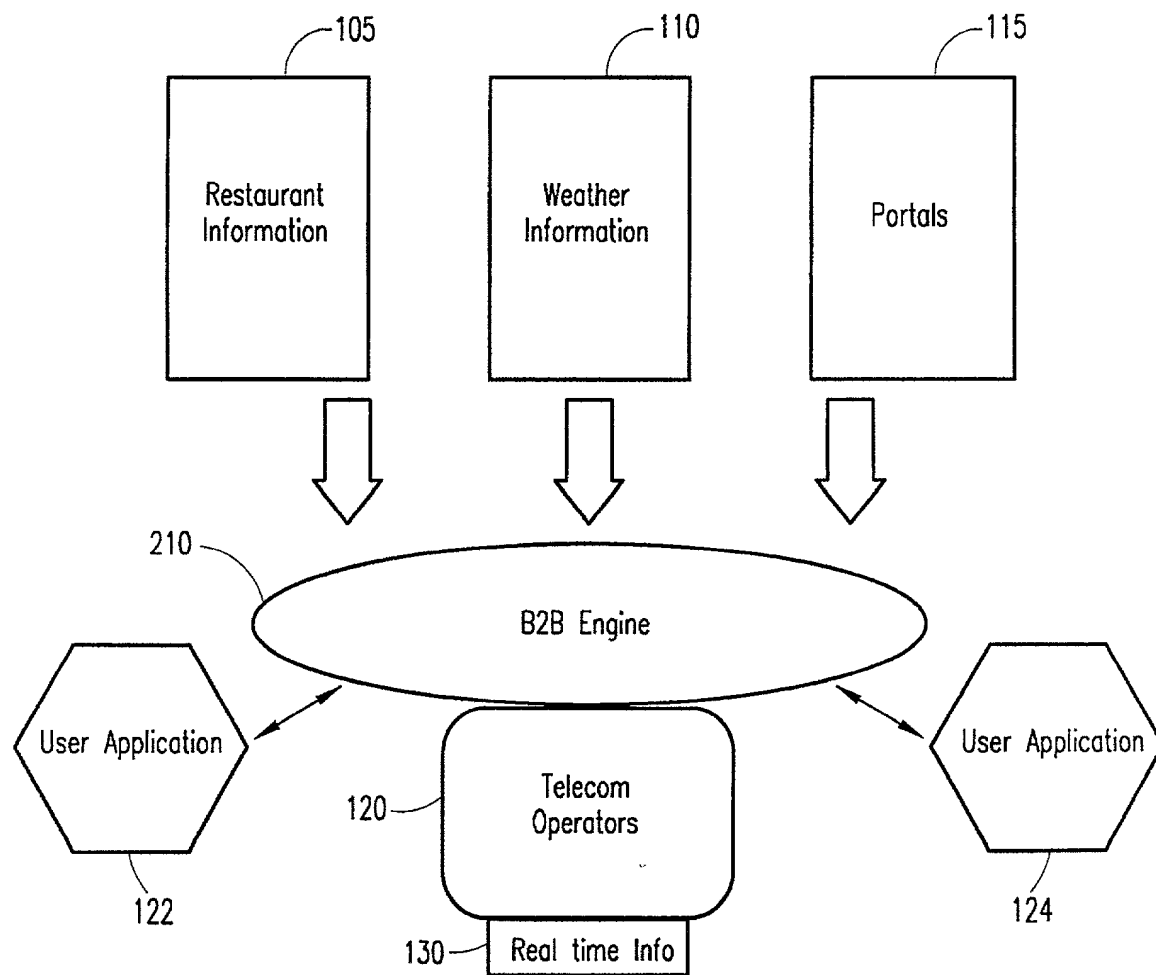 105
110
115
Restaurant
Information
Weather
Information
Portals
210
B2B Engine
User Application
User Application
Telecom
Operators
120
122
124
130
Real time Info